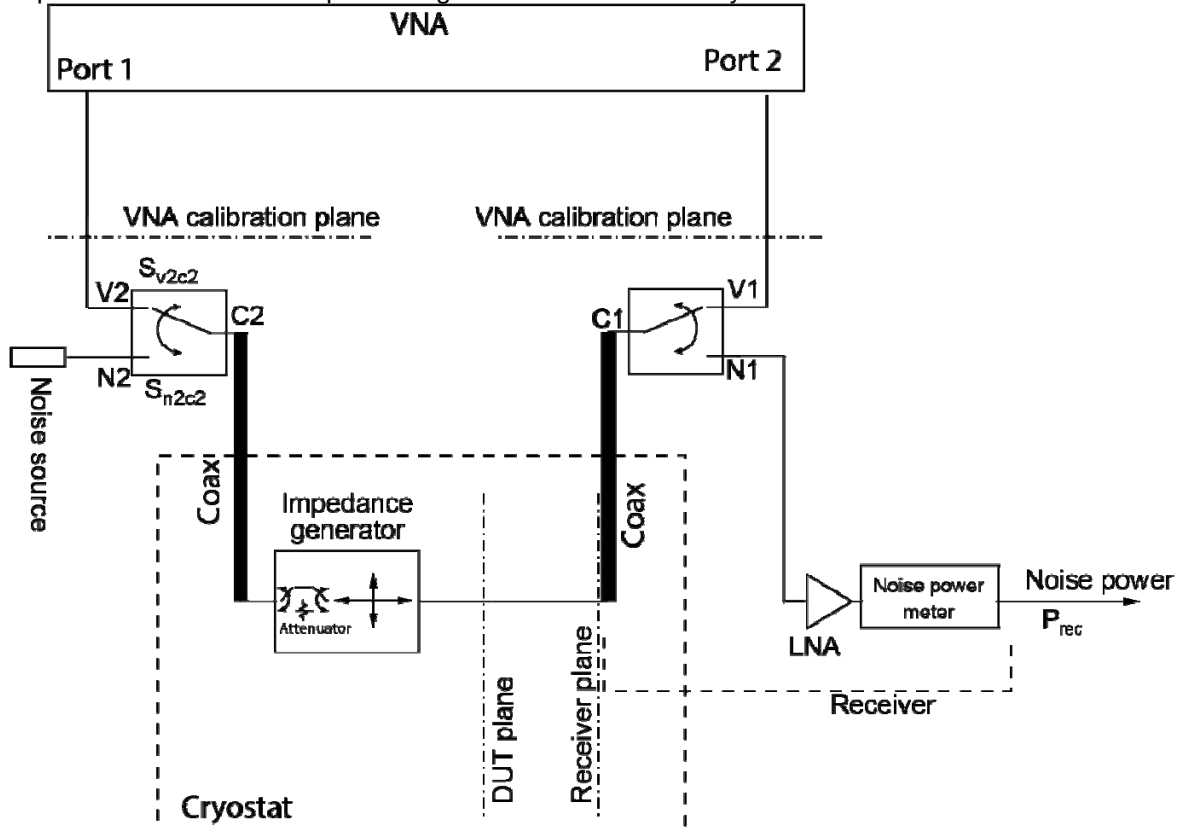 VNA
Port 1
Port 2
VNA calibration plane
VNA calibration plane
Sv2c2
V2
C2
N2
Sn2c2
Noise source
C1
V1
N1
Coax
Coax
Impedance
generator
Attenuator
DUT plane
Receiver plane
LNA
Noise power
meter
Noise power
Prec
Receiver
Cryostat